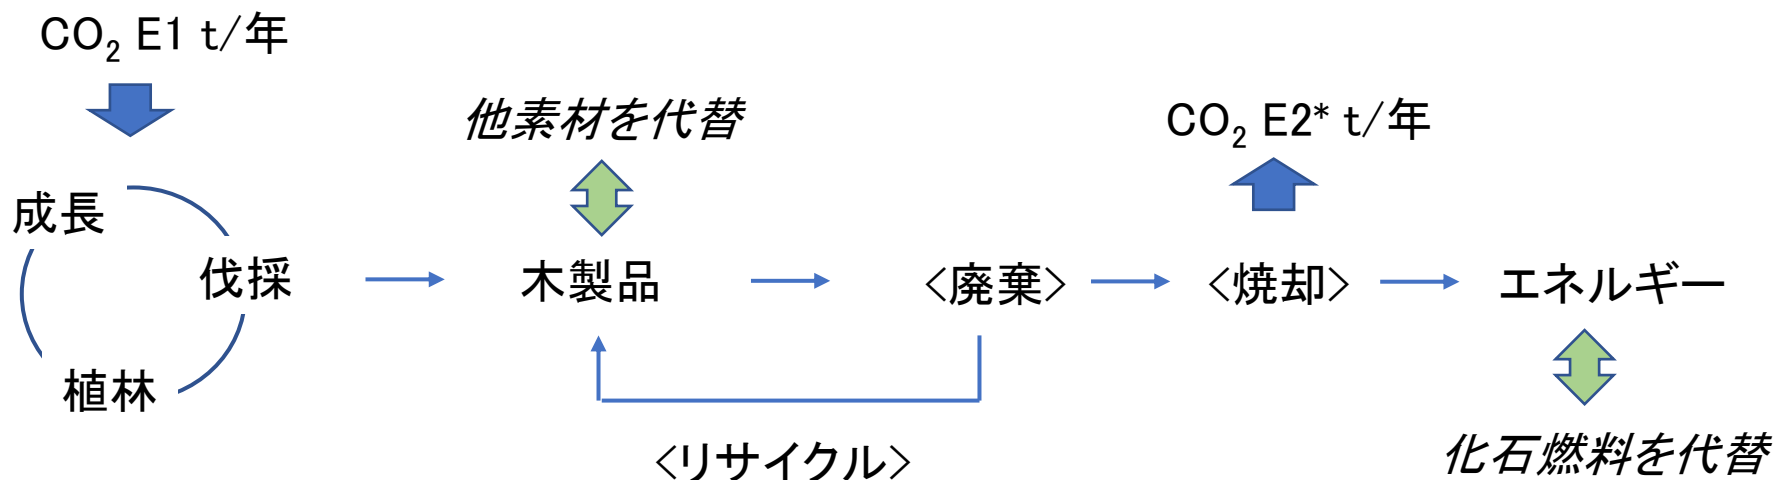 CO₂ E1 t/年
他素材を代替
CO₂ E2* t/年
成長
伐採
木製品
<廃棄>
<焼却>
エネルギー
植林
<リサイクル>
化石燃料を代替